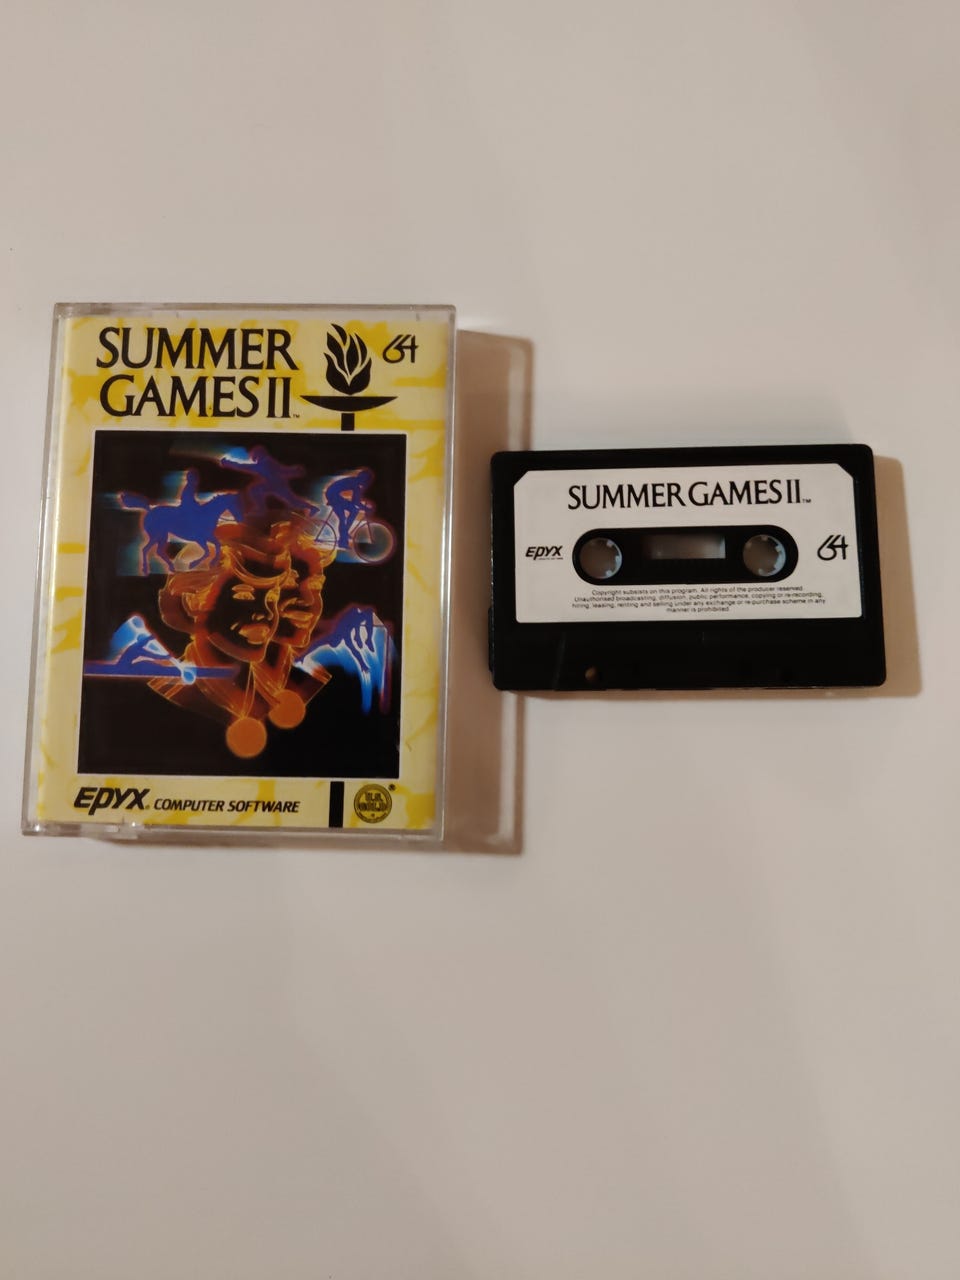 SUMMER
GAMES II™
64
EPYX® COMPUTER SOFTWARE
U.S.
GOLD
®
SUMMER GAMES II™
EPYX
64
Copyright subsists on this program. All rights of the producer reserved.
Unauthorised broadcasting, diffusion, public performance, copying or re-recording,
hiring, leasing, renting and selling under any exchange or re-purchase scheme in any
manner is prohibited.